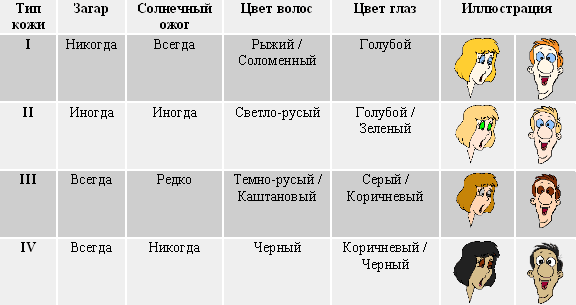 Тип кожи Загар Солнечный ожог Цвет волос Цвет глаз Иллюстрация
I Никогда Всегда Рыжий / Соломенный Голубой
II Иногда Иногда Светло-русый Голубой / Зеленый
III Всегда Редко Темно-русый / Каштановый Серый / Коричневый
IV Всегда Никогда Черный Коричневый / Черный